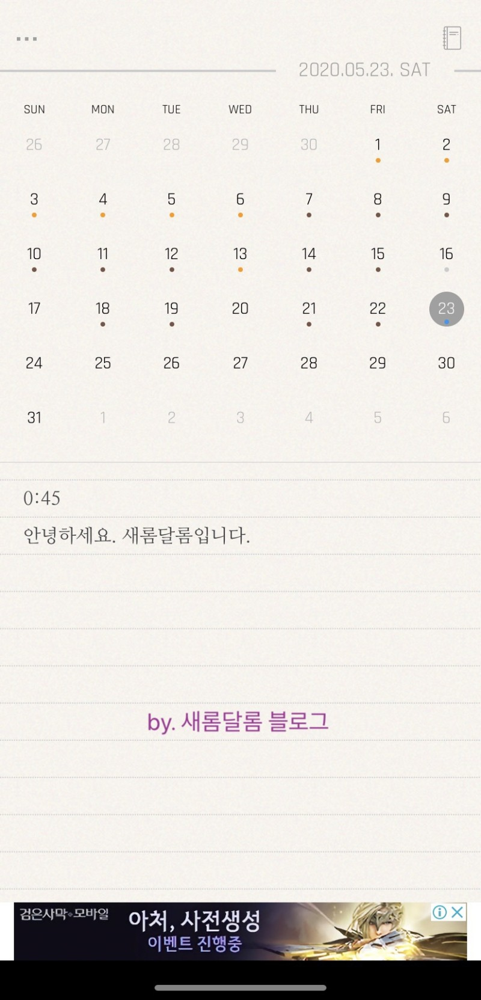 2020.05.23. SAT
SUN MON TUE WED THU FRI SAT
26 27 28 29 30 1 2
3 4 5 6 7 8 9
10 11 12 13 14 15 16
17 18 19 20 21 22 23
24 25 26 27 28 29 30
31 1 2 3 4 5 6
0:45
안녕하세요. 새롬달롬입니다.
by. 새롬달롬 블로그
검은사막 모바일
아처, 사전생성
이벤트 진행중